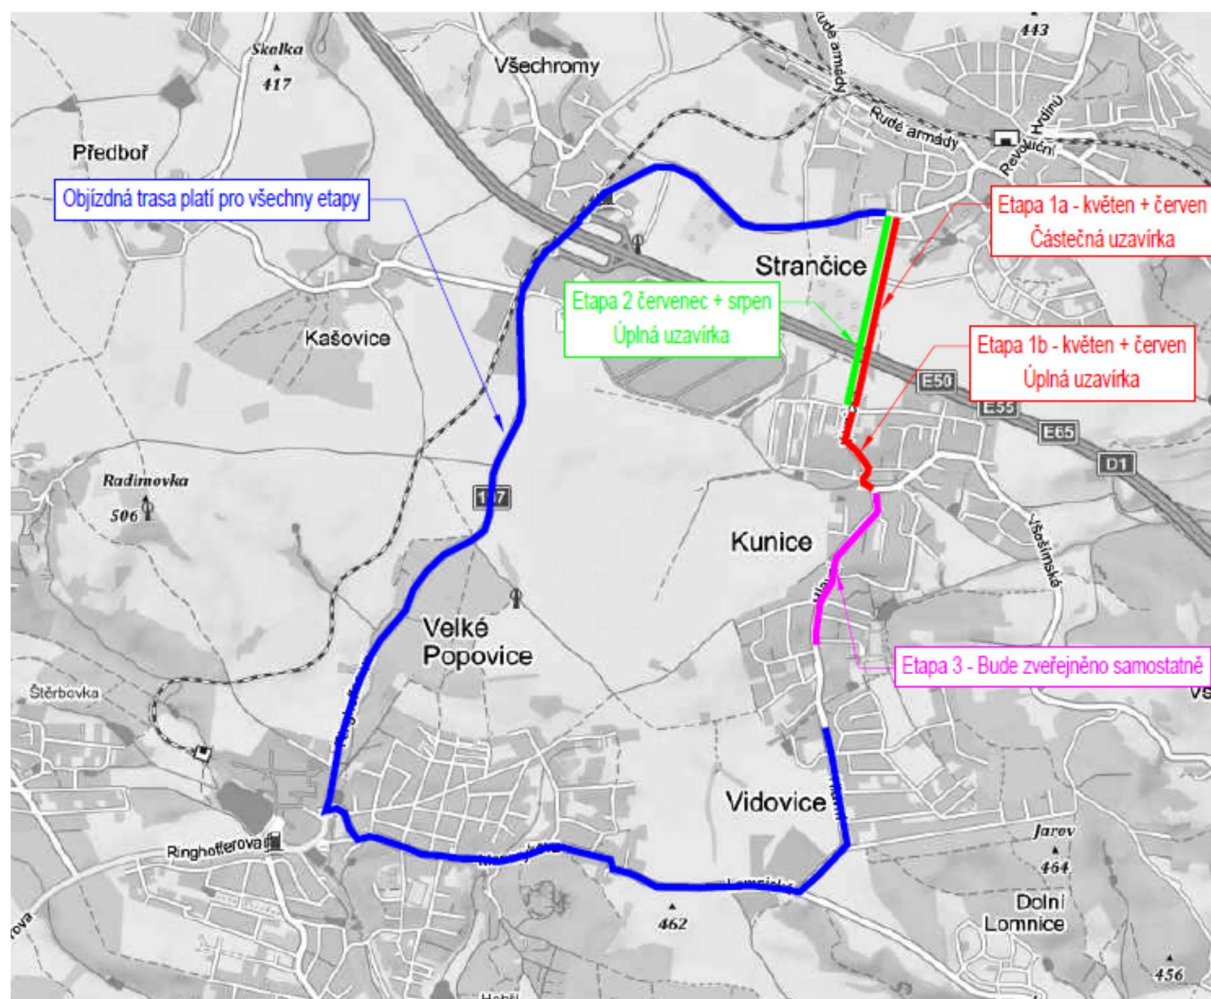 443
Skalka
417
Všechromy
Rudé armády
Rudé armády
Revoluční
Hrdinů
Předboř
Objízdná trasa platí pro všechny etapy
Etapa 1a - květen + červen
Částečná uzavírka
Strančice
Etapa 2 červenec + srpen
Úplná uzavírka
Kašovice
Etapa 1b - květen + červen
Úplná uzavírka
E50
E55
E65
D1
Radimovka
506
Kunice
Všešimská
Velké
Popovice
Etapa 3 - Bude zveřejněno samostatně
Štěrbovka
Vidovice
Hlavní
Jarov
464
Ringhofferova
462
Dolní
Lomnice
456